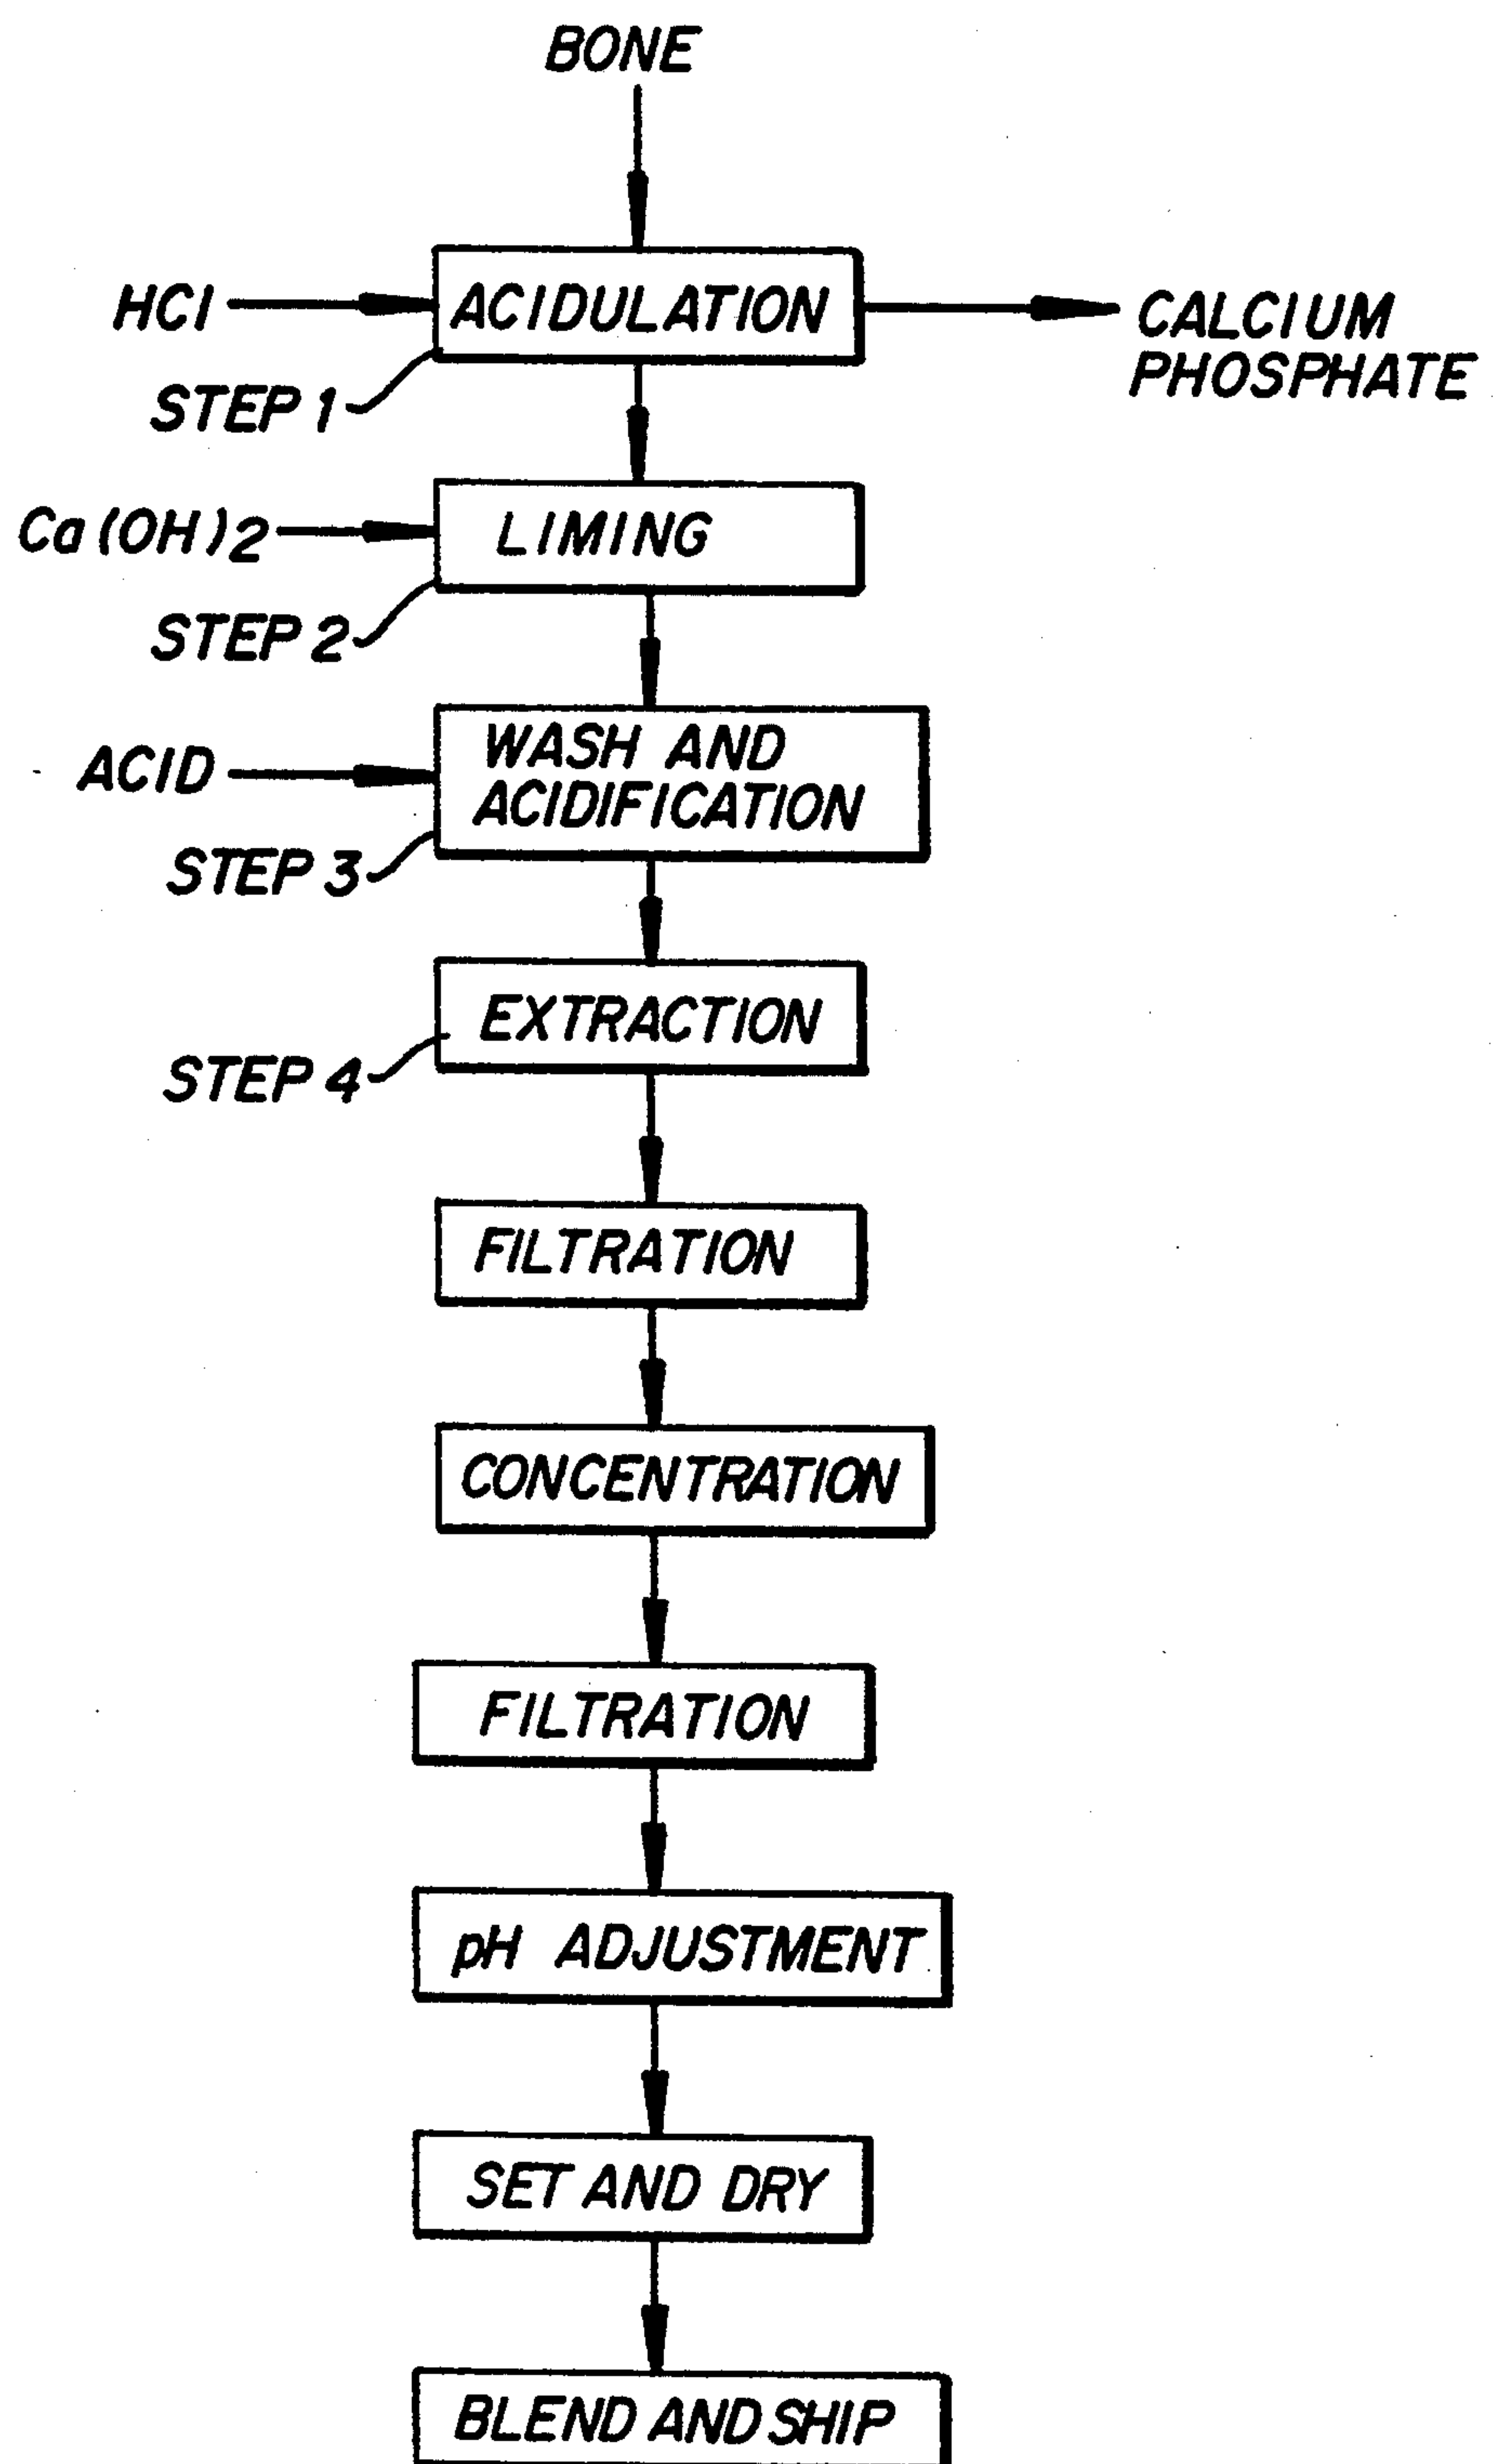 BONE
HCl
ACIDULATION
CALCIUM
PHOSPHATE
STEP 1
Ca(OH)2
LIMING
STEP 2
ACID
WASH AND
ACIDIFICATION
STEP 3
EXTRACTION
STEP 4
FILTRATION
CONCENTRATION
FILTRATION
pH ADJUSTMENT
SET AND DRY
BLEND AND SHIP